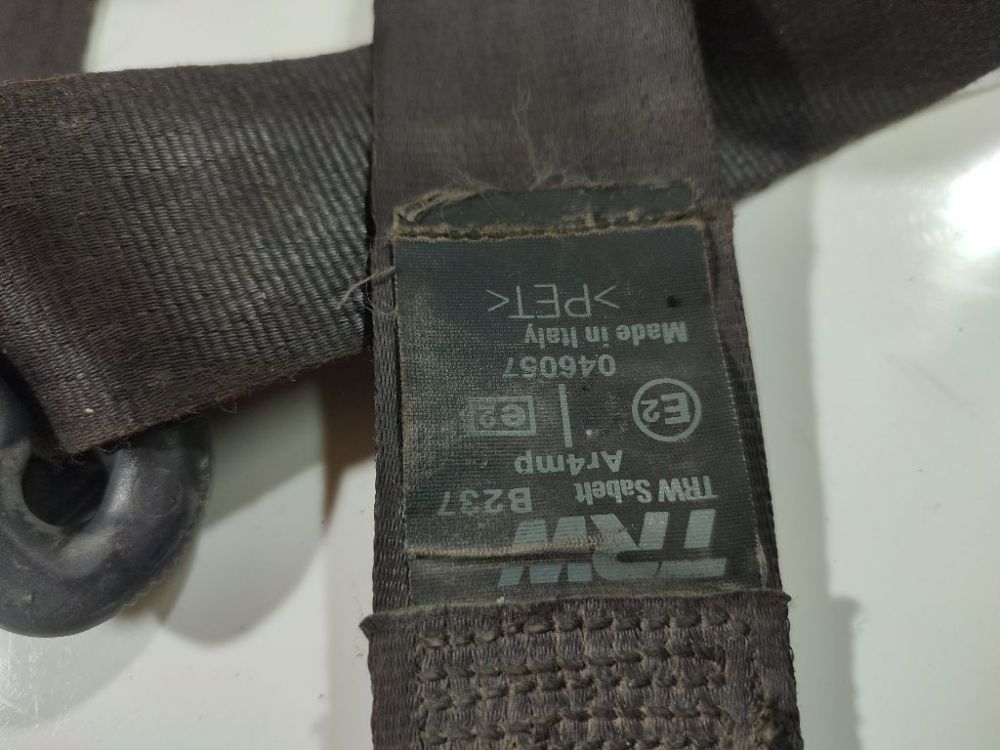 TRW
TRW Sabelt B237
Ar4mp
E2 e2
046057
Made in Italy
>PET<